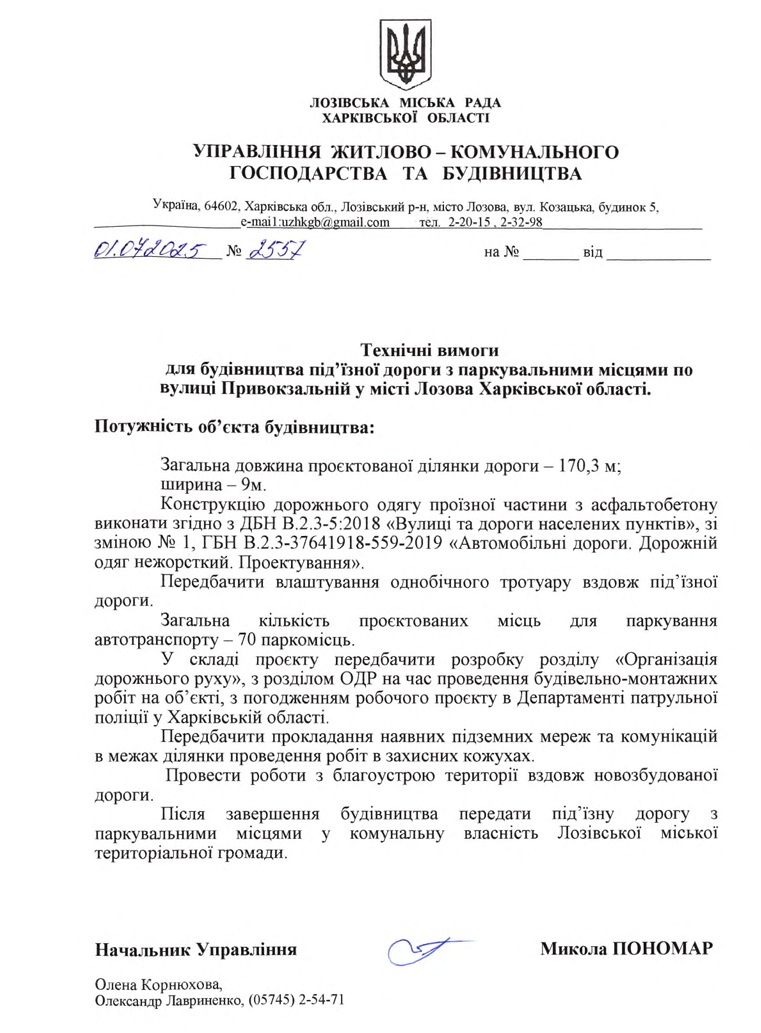 ЛОЗІВСЬКА МІСЬКА РАДА
ХАРКІВСЬКОЇ ОБЛАСТІ
УПРАВЛІННЯ ЖИТЛОВО – КОМУНАЛЬНОГО
ГОСПОДАРСТВА ТА БУДІВНИЦТВА
Україна, 64602, Харківська обл., Лозівський р-н, місто Лозова, вул. Козацька, будинок 5,
e-mai1:uzhkgb@gmail.com тел. 2-20-15 , 2-32-98
01.07.2025 № 2557 на № ______ від ____________
Технічні вимоги
для будівництва під’їзної дороги з паркувальними місцями по
вулиці Привокзальній у місті Лозова Харківської області.
Потужність об’єкта будівництва:
Загальна довжина проєктованої ділянки дороги – 170,3 м;
ширина – 9м.
Конструкцію дорожнього одягу проїзної частини з асфальтобетону
виконати згідно з ДБН В.2.3-5:2018 «Вулиці та дороги населених пунктів», зі
зміною № 1, ГБН В.2.3-37641918-559-2019 «Автомобільні дороги. Дорожній
одяг нежорсткий. Проектування».
Передбачити влаштування однобічного тротуару вздовж під’їзної
дороги.
Загальна кількість проєктованих місць для паркування
автотранспорту – 70 паркомісць.
У складі проєкту передбачити розробку розділу «Організація
дорожнього руху», з розділом ОДР на час проведення будівельно-монтажних
робіт на об’єкті, з погодженням робочого проєкту в Департаменті патрульної
поліції у Харківській області.
Передбачити прокладання наявних підземних мереж та комунікацій
в межах ділянки проведення робіт в захисних кожухах.
Провести роботи з благоустрою території вздовж новозбудованої
дороги.
Після завершення будівництва передати під’їзну дорогу з
паркувальними місцями у комунальну власність Лозівської міської
територіальної громади.
Начальник Управління Микола ПОНОМАР
Олена Корнюхова,
Олександр Лавриненко, (05745) 2-54-71